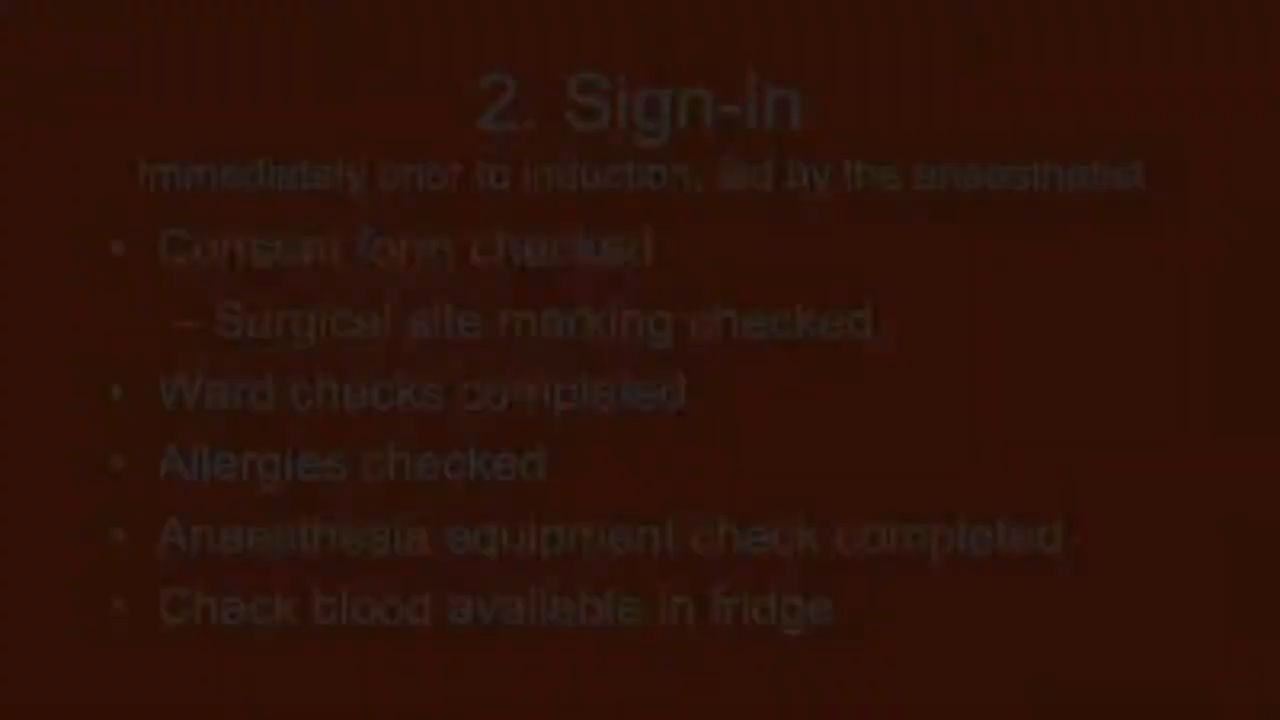 2. Sign-in
Immediately prior to induction, led by the anaesthetist
• Consent form checked
– Surgical site marking checked
• Ward checks completed
• Allergies checked
• Anaesthesia equipment check completed
• Check blood available in fridge